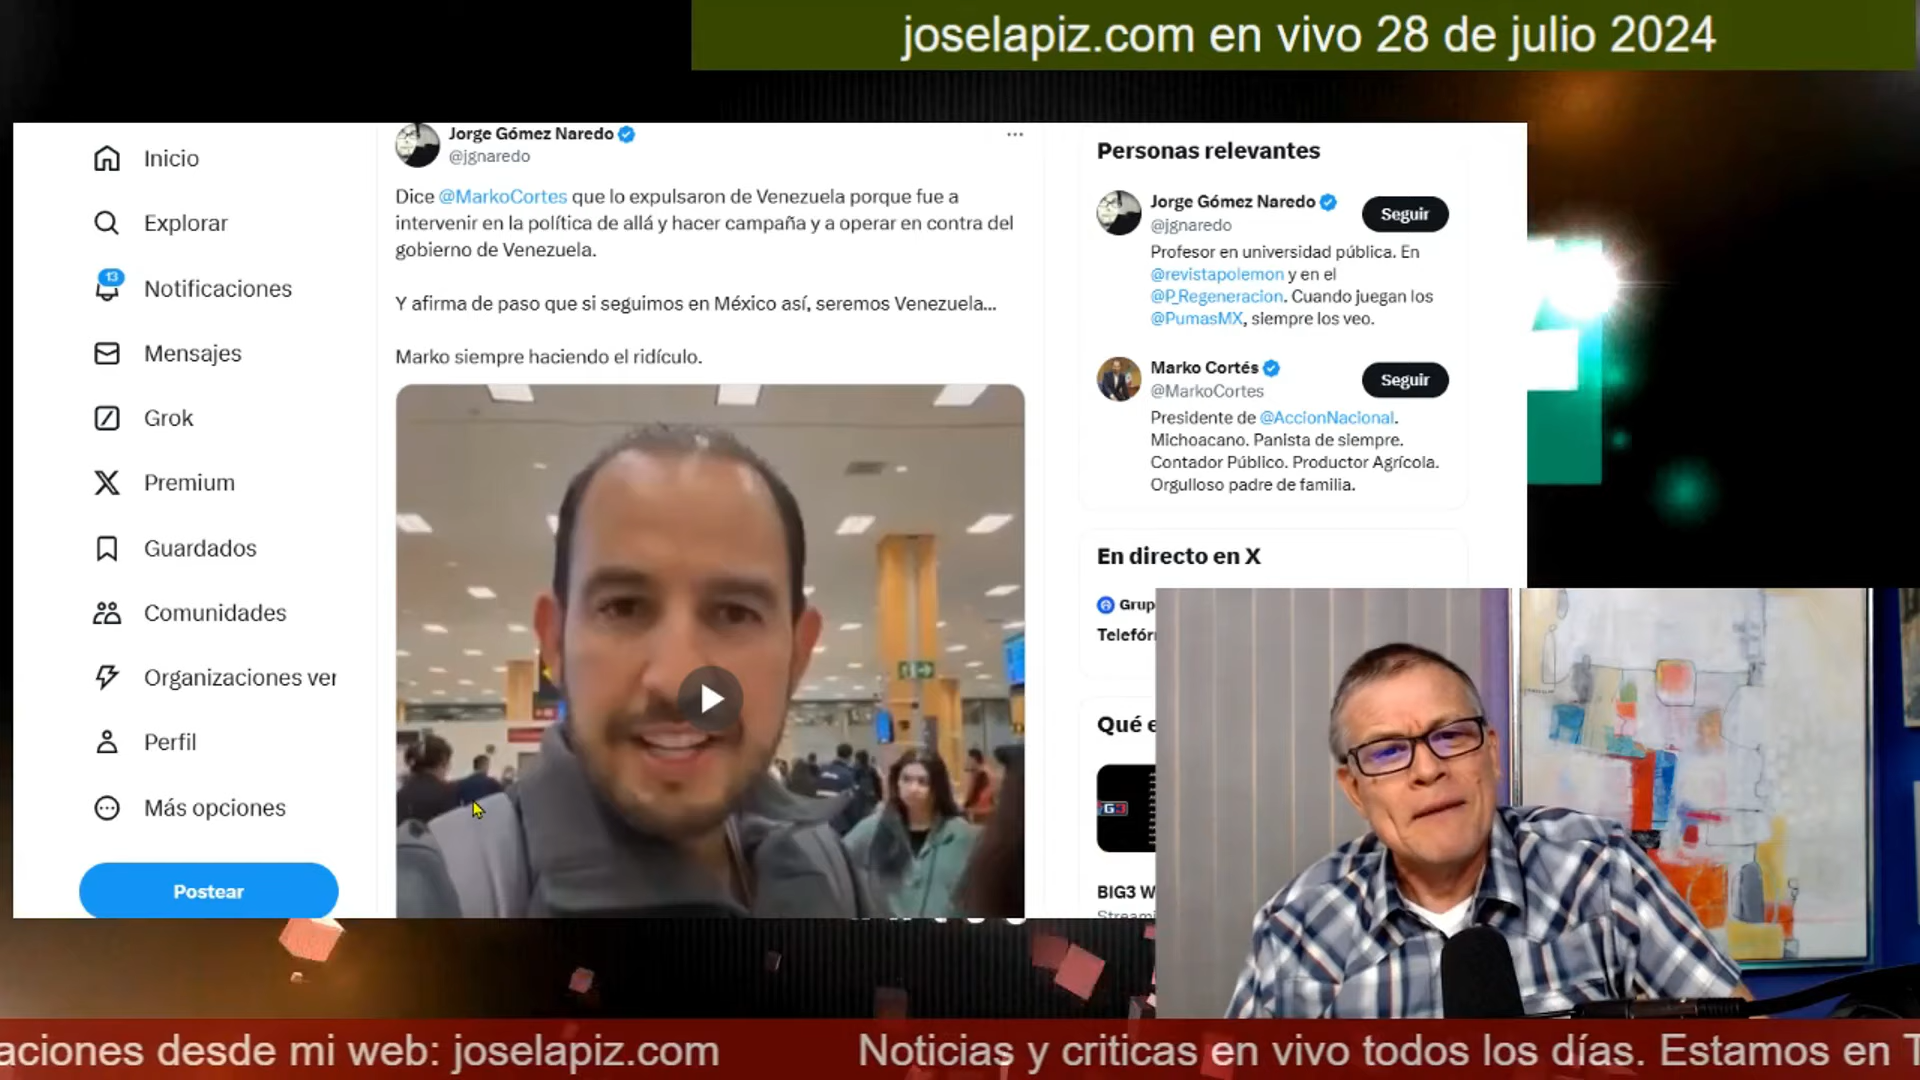 joselapiz.com en vivo 28 de julio 2024
Inicio
Explorar
13
Notificaciones
Mensajes
Grok
Premium
Guardados
Comunidades
Organizaciones ver
Perfil
Más opciones
Postear
Jorge Gómez Naredo
@jgnaredo
Dice @MarkoCortes que lo expulsaron de Venezuela porque fue a
intervenir en la política de allá y hacer campaña y a operar en contra del
gobierno de Venezuela.
Y afirma de paso que si seguimos en México así, seremos Venezuela...
Marko siempre haciendo el ridículo.
Personas relevantes
Jorge Gómez Naredo
@jgnaredo
Seguir
Profesor en universidad pública. En
@revistapolemon y en el
@P_Regeneracion. Cuando juegan los
@PumasMX, siempre los veo.
Marko Cortés
@MarkoCortes
Seguir
Presidente de @AccionNacional.
Michoacano. Panista de siempre.
Contador Público. Productor Agrícola.
Orgulloso padre de familia.
En directo en X
Grup
Telefór
Qué e
BIG3 W
Streami
aciones desde mi web: joselapiz.com Noticias y criticas en vivo todos los días. Estamos en T